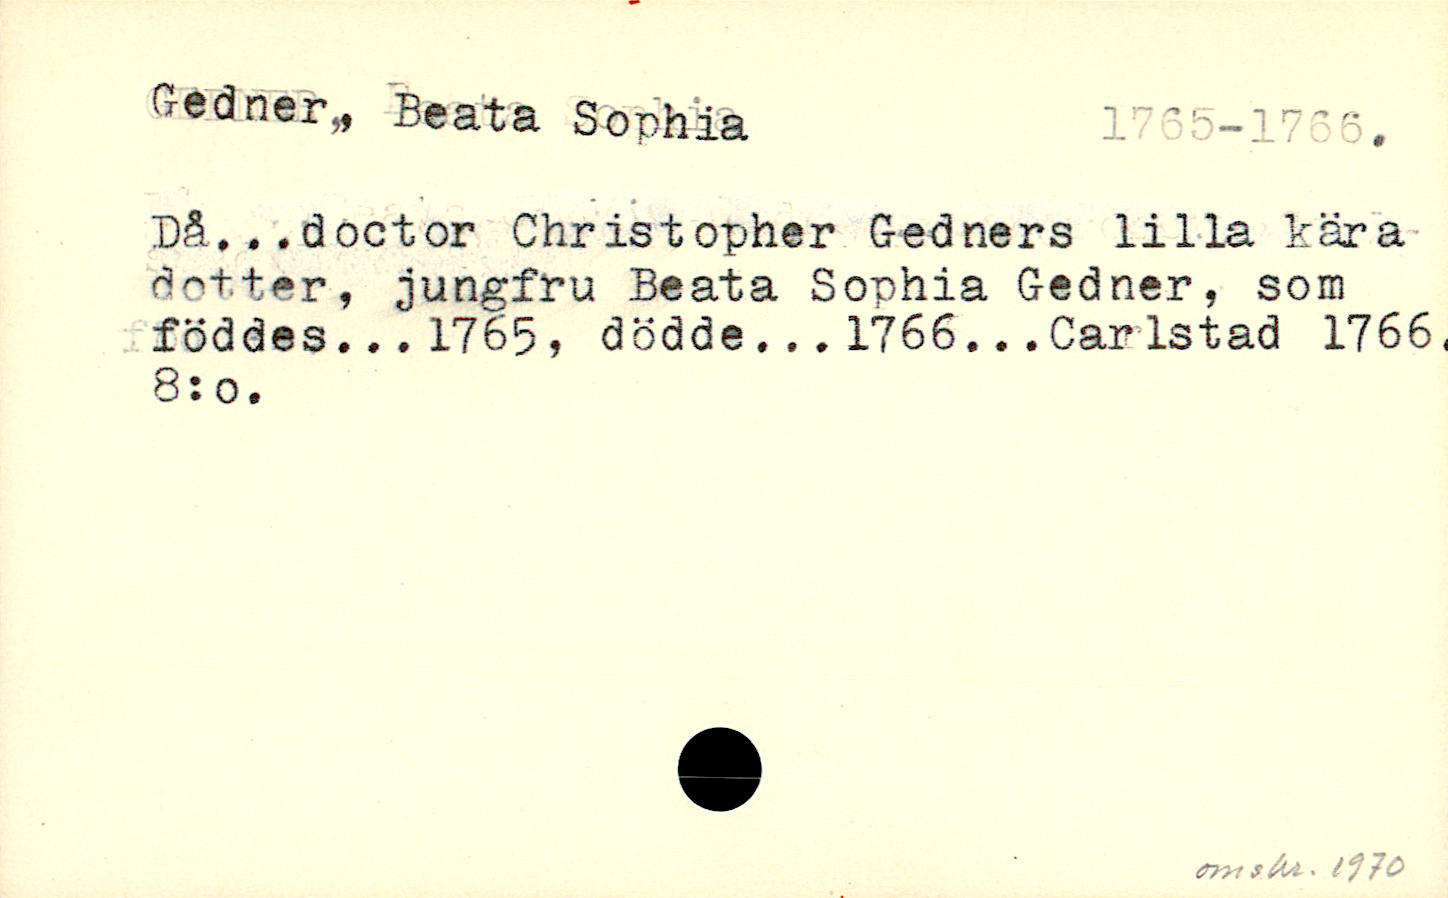 Gedner,, Beata Sophia
1765-1766.
Då...doctor Christopher Gedners lilla kära
dotter, jungfru Beata Sophia Gedner, som
föddes...1765, dödde...1766...Carlstad 1766.
8:o.
omskr. 1970